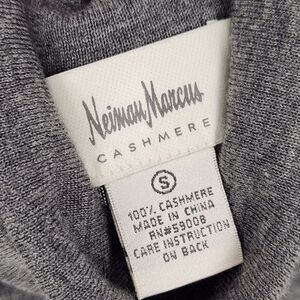 Neiman Marcus
CASHMERE
S
100% CASHMERE
MADE IN CHINA
RN#59008
CARE INSTRUCTION
ON BACK